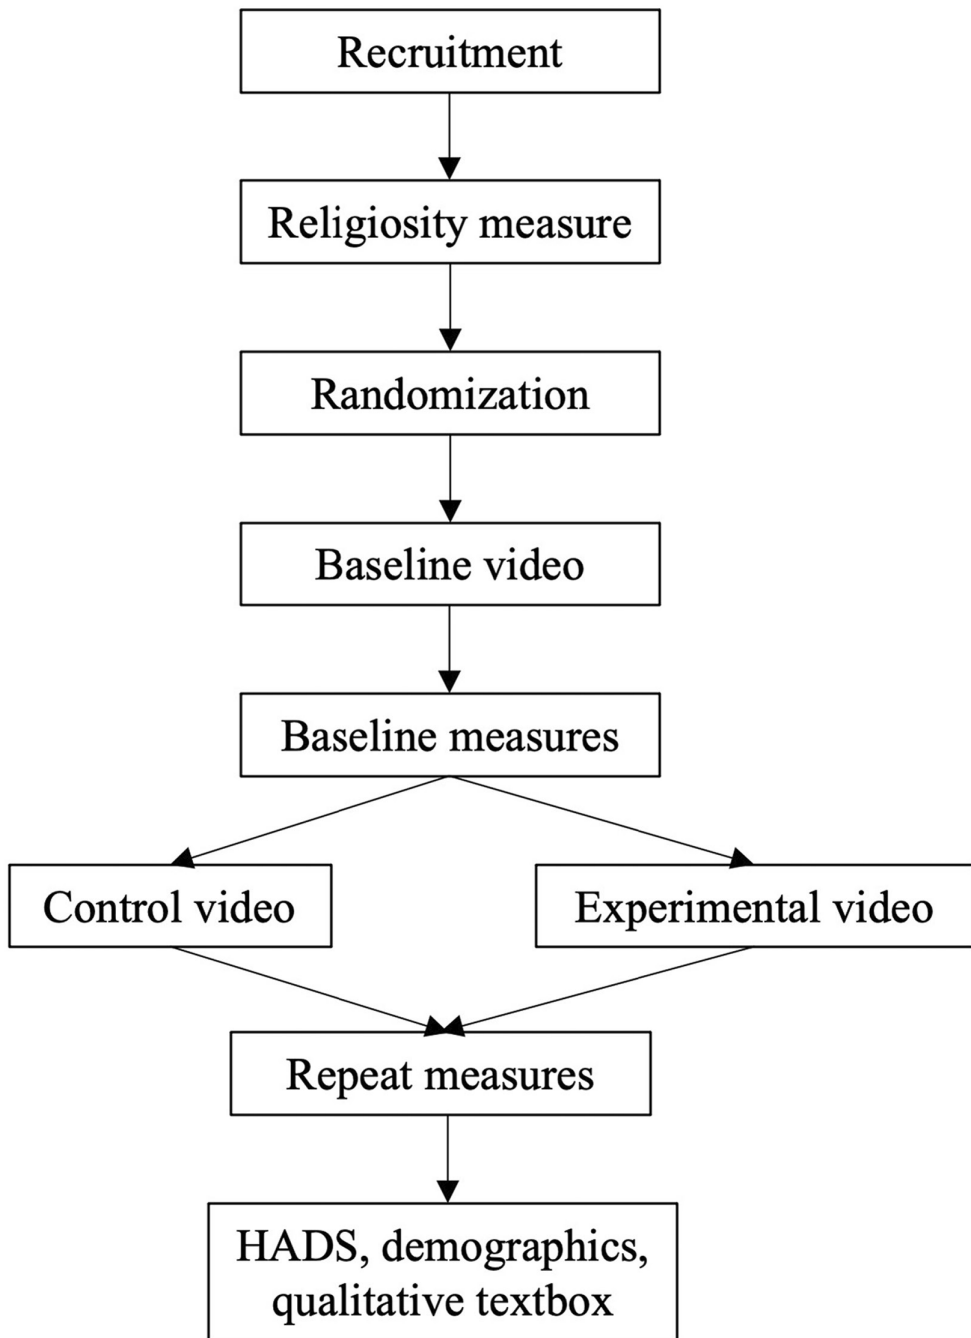 Recruitment
Religiosity measure
Randomization
Baseline video
Baseline measures
Control video
Experimental video
Repeat measures
HADS, demographics,
qualitative textbox